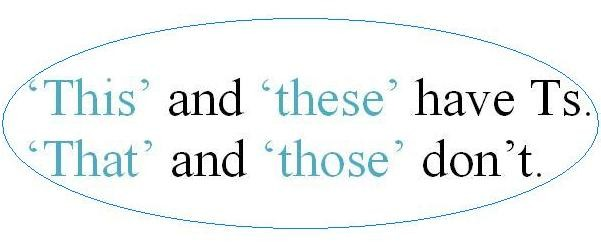 ‘This’ and ‘these’ have Ts.
‘That’ and ‘those’ don’t.